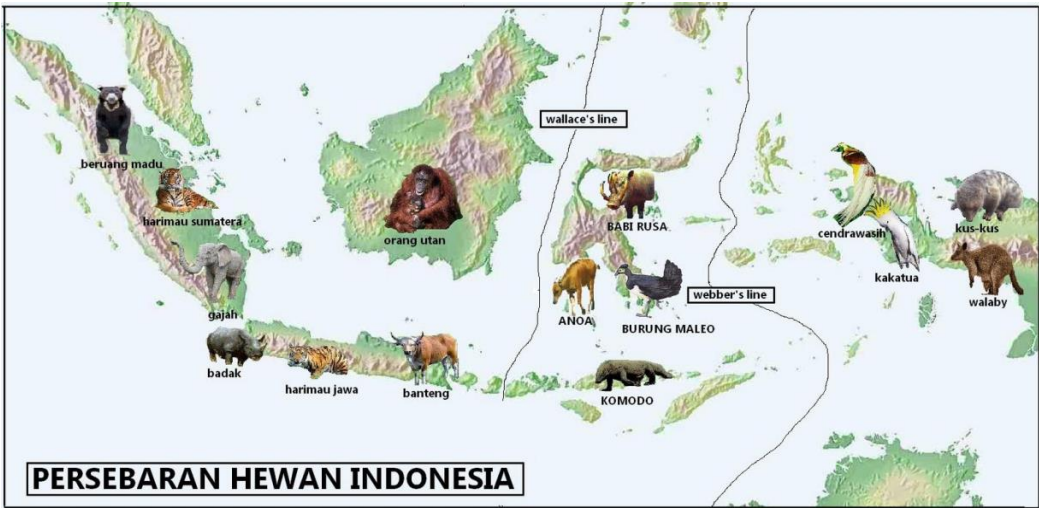 wallace's line
beruang madu
harimau sumatera
orang utan
BABI RUSA
cendrawasih
kus-kus
kakatua
walaby
gajah
ANOA
BURUNG MALEO
webber's line
badak
harimau jawa
banteng
KOMODO
PERSEBARAN HEWAN INDONESIA